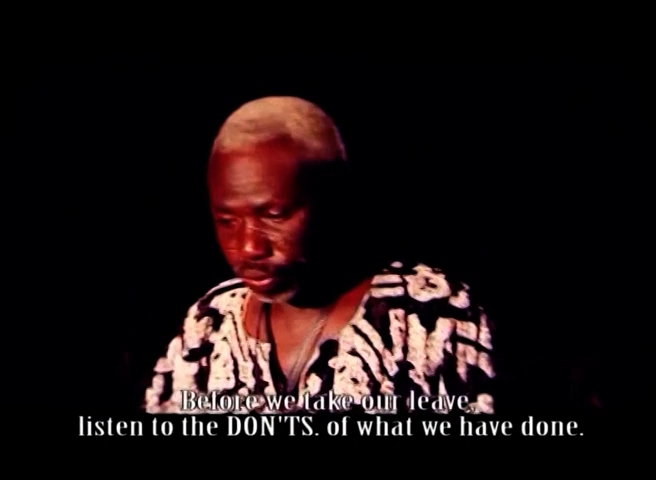 Before we take our leave,
listen to the DON'TS. of what we have done.